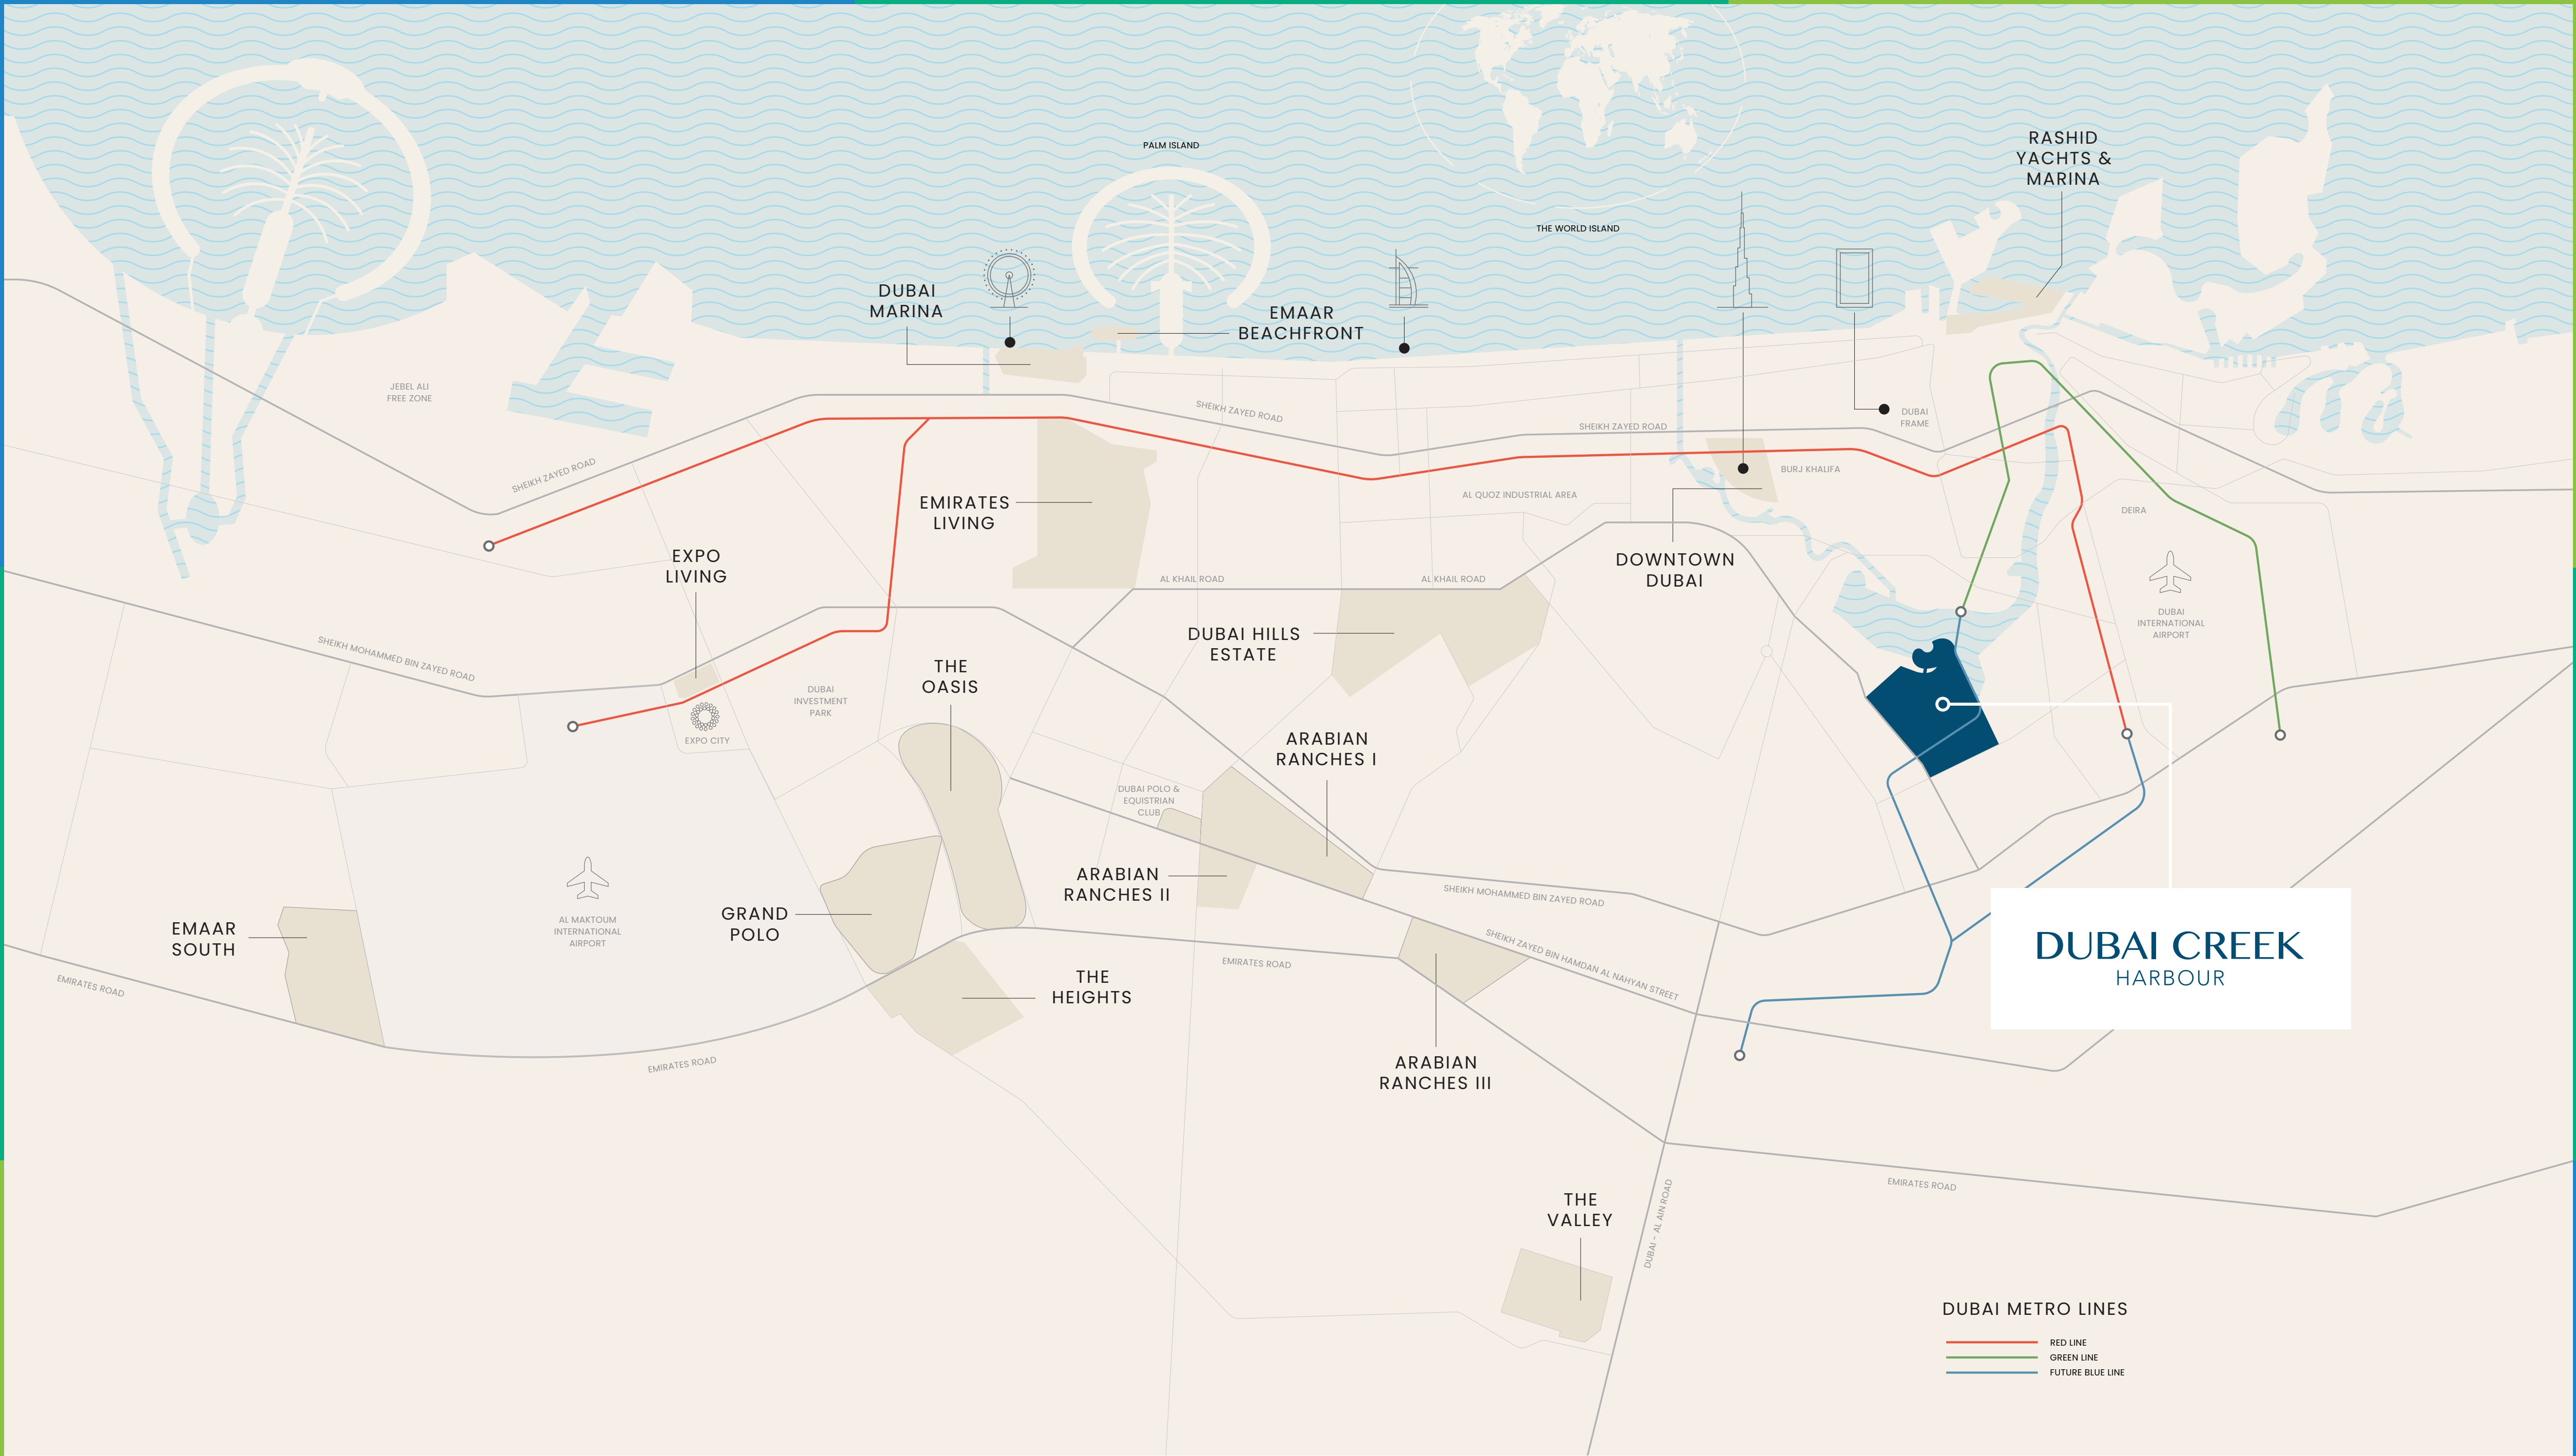 RASHID
YACHTS &
MARINA
PALM ISLAND
THE WORLD ISLAND
DUBAI
MARINA
EMAAR
BEACHFRONT
JEBEL ALI
FREE ZONE
SHEIKH ZAYED ROAD
SHEIKH ZAYED ROAD
DUBAI
FRAME
SHEIKH ZAYED ROAD
BURJ KHALIFA
AL QUOZ INDUSTRIAL AREA
EMIRATES
LIVING
DEIRA
EXPO
LIVING
DOWNTOWN
DUBAI
AL KHAIL ROAD
AL KHAIL ROAD
DUBAI
INTERNATIONAL
AIRPORT
DUBAI HILLS
ESTATE
SHEIKH MOHAMMED BIN ZAYED ROAD
THE
OASIS
DUBAI
INVESTMENT
PARK
EXPO CITY
ARABIAN
RANCHES I
DUBAI POLO &
EQUISTRIAN
CLUB
ARABIAN
RANCHES II
SHEIKH MOHAMMED BIN ZAYED ROAD
GRAND
POLO
AL MAKTOUM
INTERNATIONAL
AIRPORT
EMAAR
SOUTH
SHEIKH ZAYED BIN HAMDAN AL NAHYAN STREET
DUBAI CREEK
HARBOUR
EMIRATES ROAD
EMIRATES ROAD
THE
HEIGHTS
EMIRATES ROAD
ARABIAN
RANCHES III
EMIRATES ROAD
THE
VALLEY
DUBAI - AL AIN ROAD
DUBAI METRO LINES
RED LINE
GREEN LINE
FUTURE BLUE LINE